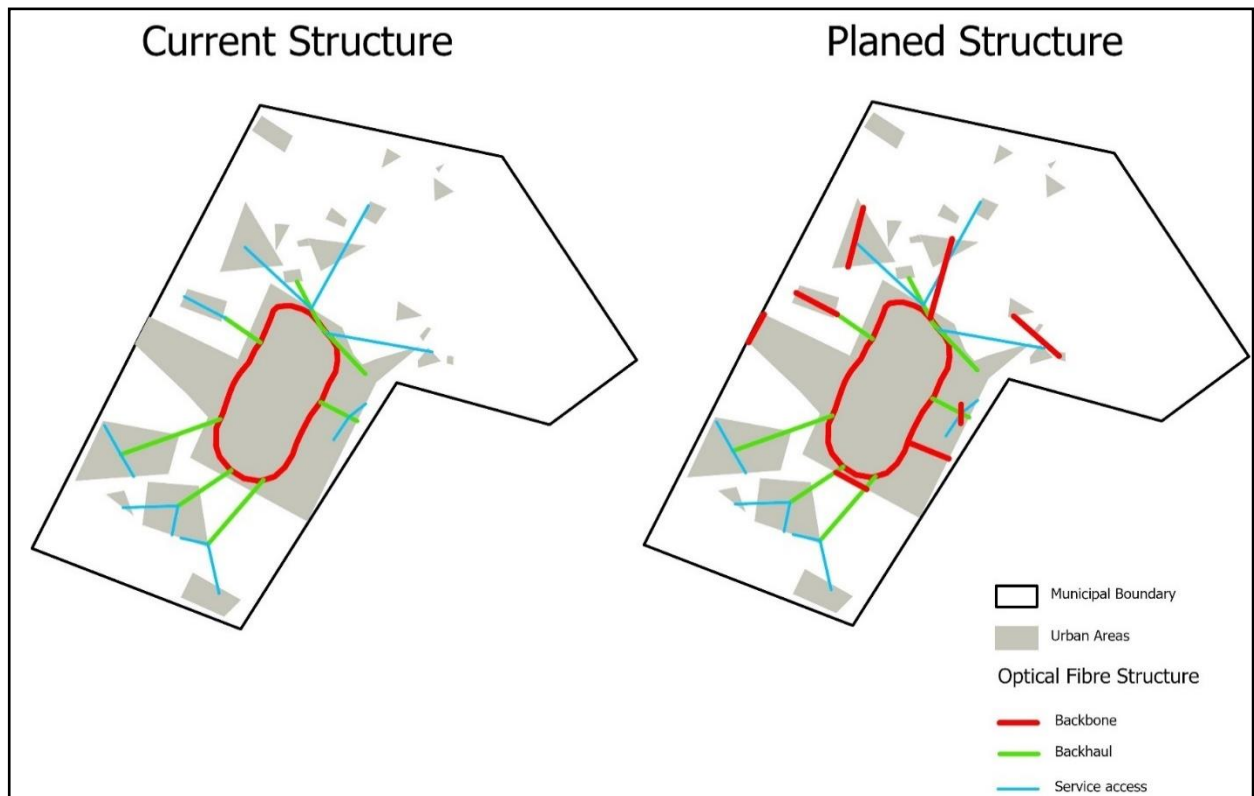 Current Structure
Planed Structure
Municipal Boundary
Urban Areas
Optical Fibre Structure
Backbone
Backhaul
Service access